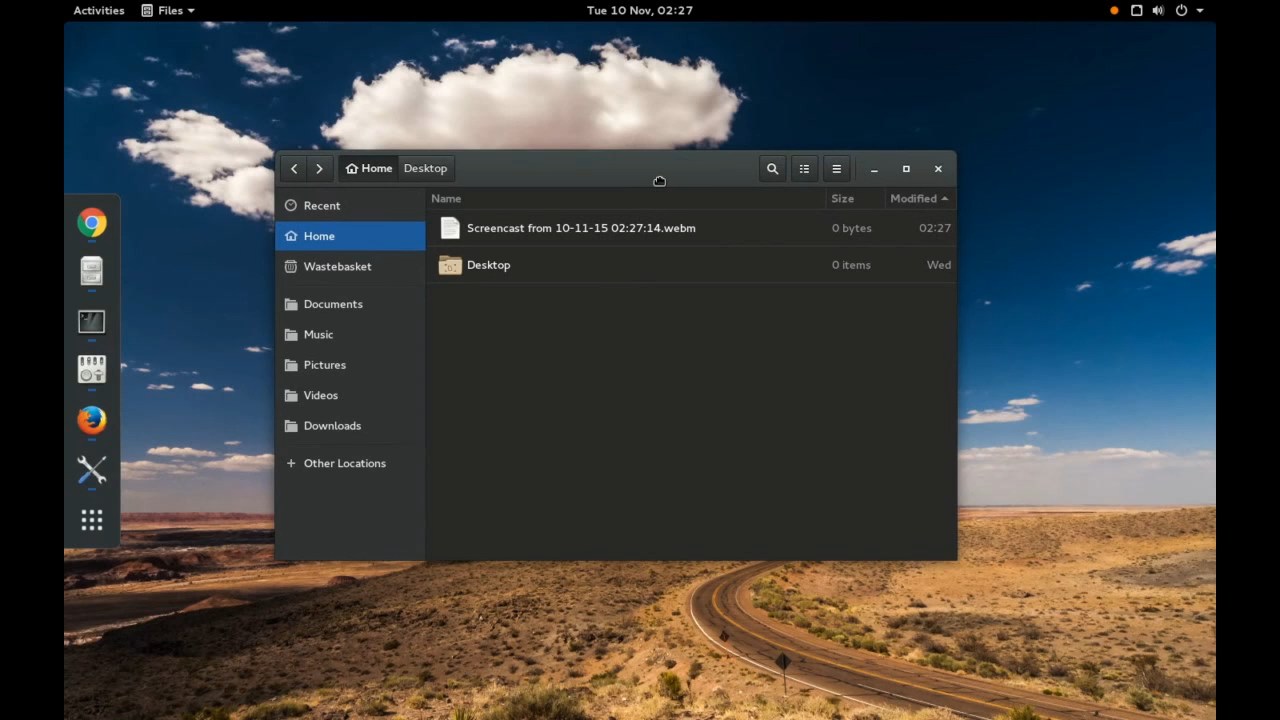 Activities Files Tue 10 Nov, 02:27
Home Desktop
Name Size Modified
Recent
Home
Wastebasket
Documents
Music
Pictures
Videos
Downloads
Other Locations
Screencast from 10-11-15 02:27:14.webm 0 bytes 02:27
Desktop 0 items Wed